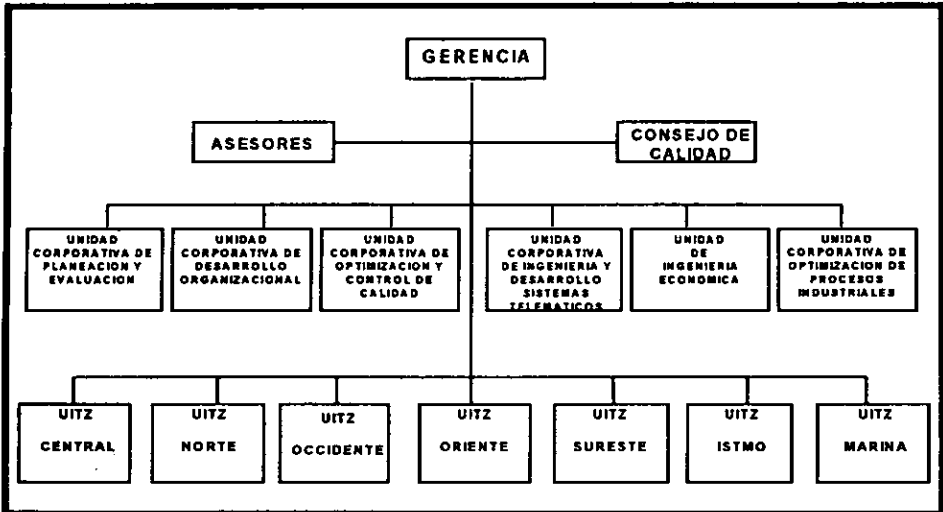 GERENCIA
ASESORES
CONSEJO DE
CALIDAD
UNIDAD
CORPORATIVA DE
PLANEACION Y
EVALUACION
UNIDAD
CORPORATIVA DE
DESARROLLO
ORGANIZACIONAL
UNIDAD
CORPORATIVA DE
OPTIMIZACION Y
CONTROL DE
CALIDAD
UNIDAD
CORPORATIVA
DE INGENIERIA Y
DESARROLLO
SISTEMAS
TELEMATICOS
UNIDAD
DE
INGENIERIA
ECONOMICA
UNIDAD
CORPORATIVA DE
OPTIMIZACION DE
PROCESOS
INDUSTRIALES
UITZ
CENTRAL
UITZ
NORTE
UITZ
OCCIDENTE
UITZ
ORIENTE
UITZ
SURESTE
UITZ
ISTMO
UITZ
MARINA